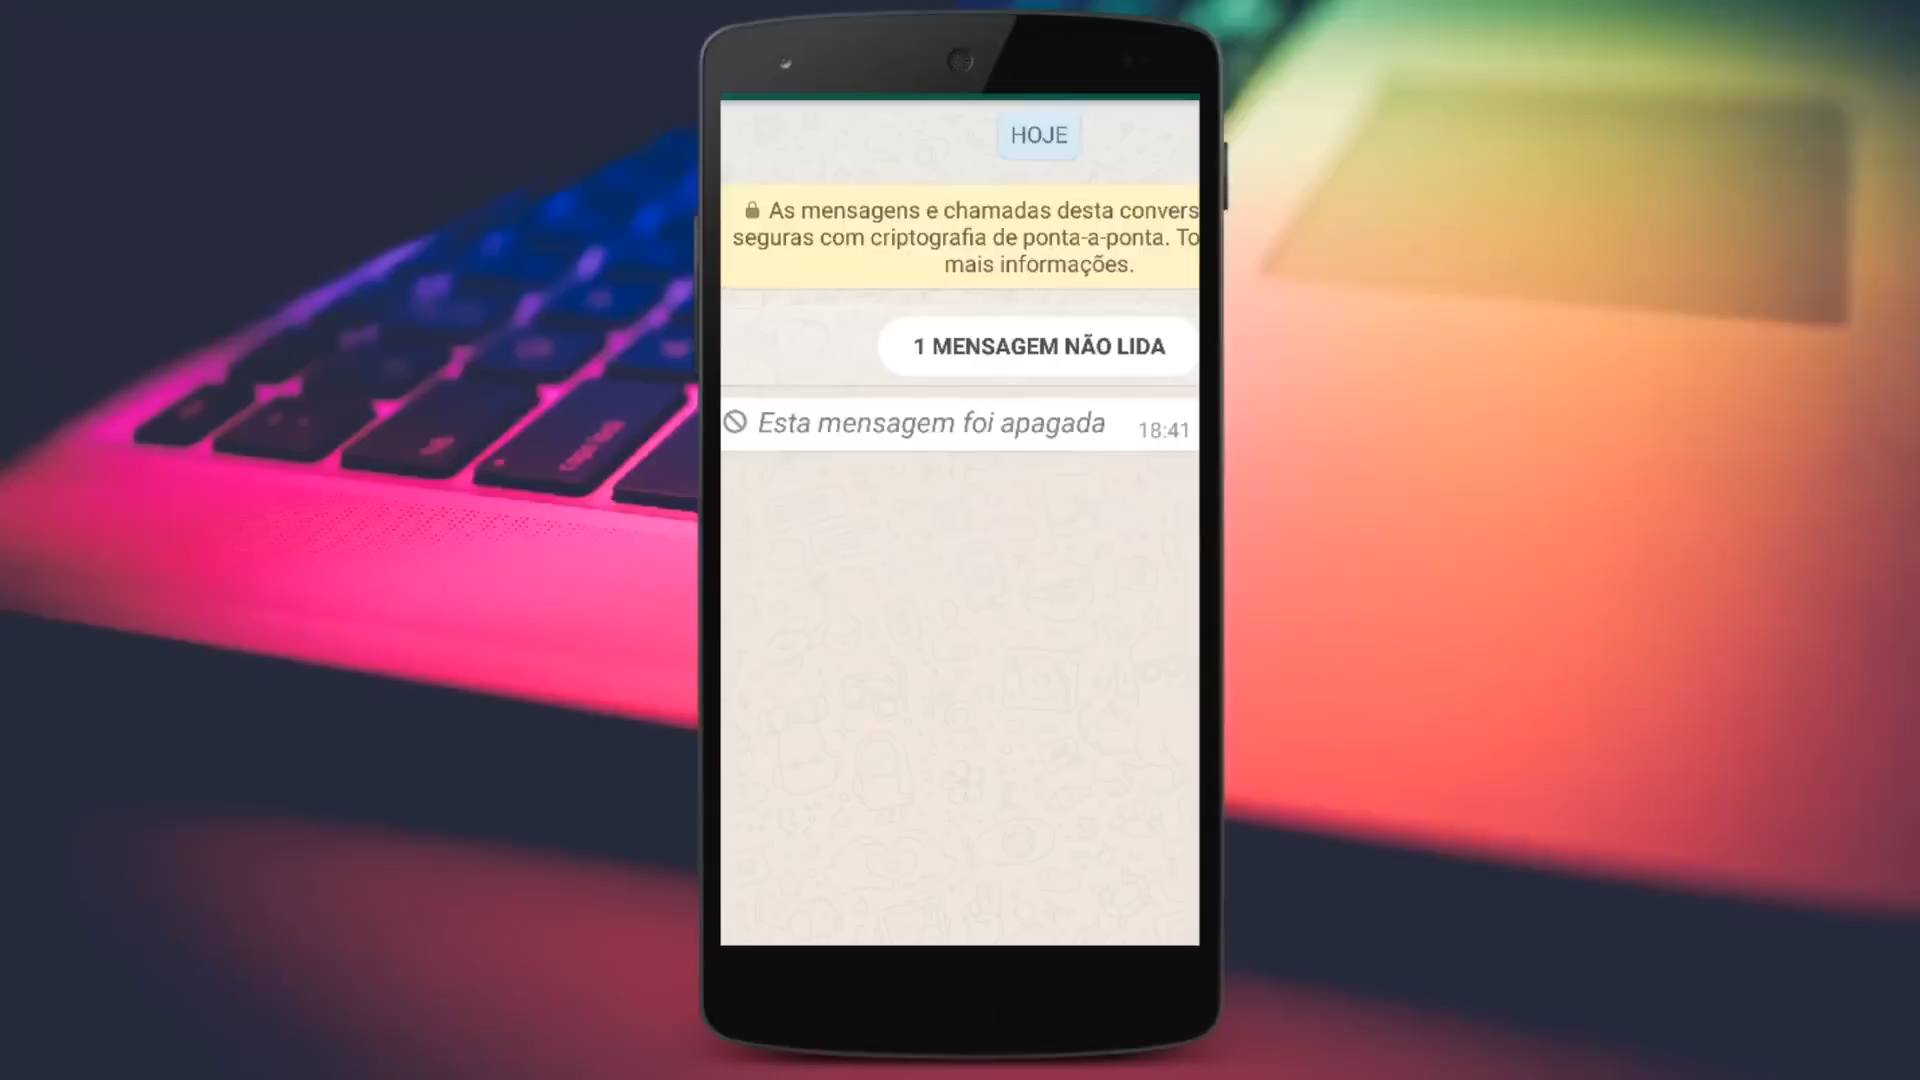 HOJE
As mensagens e chamadas desta convers
seguras com criptografia de ponta-a-ponta. To
mais informações.
1 MENSAGEM NÃO LIDA
Esta mensagem foi apagada 18:41